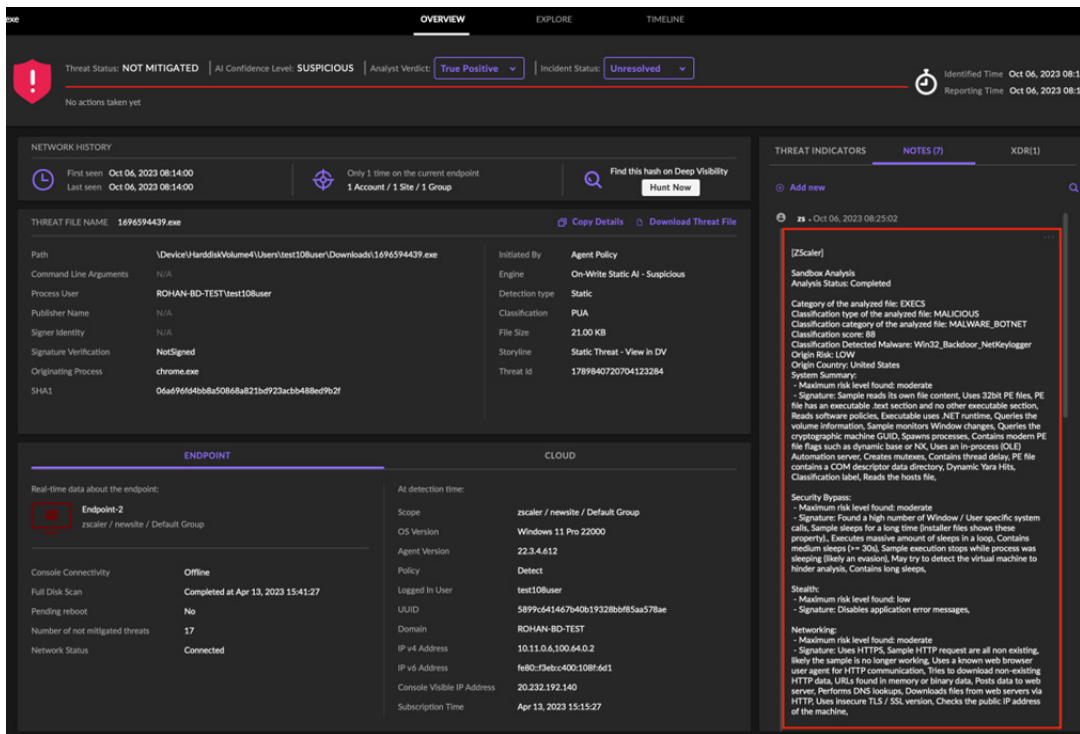 exe
OVERVIEW
EXPLORE
TIMELINE
Threat Status: NOT MITIGATED
AI Confidence Level: SUSPICIOUS
Analyst Verdict: True Positive
Incident Status: Unresolved
No actions taken yet
Identified Time Oct 06, 2023 08:1
Reporting Time Oct 06, 2023 08:1
NETWORK HISTORY
First seen Oct 06, 2023 08:14:00
Last seen Oct 06, 2023 08:14:00
Only 1 time on the current endpoint
1 Account / 1 Site / 1 Group
Find this hash on Deep Visibility
Hunt Now
THREAT FILE NAME 1696594439.exe
Copy Details
Download Threat File
Path \Device\HarddiskVolume4\Users\test108user\Downloads\1696594439.exe
Command Line Arguments N/A
Process User ROHAN-BD-TEST\test108user
Publisher Name N/A
Signer Identity N/A
Signature Verification NotSigned
Originating Process chrome.exe
SHA1 06a696fd4bb8a50868a821bd923acbb488ed9b2f
Initiated By Agent Policy
Engine On-Write Static AI - Suspicious
Detection type Static
Classification PUA
File Size 21.00 KB
Storyline Static Threat - View in DV
Threat Id 1789840720704123284
ENDPOINT
CLOUD
Real-time data about the endpoint:
Endpoint-2
zscaler / newsite / Default Group
Console Connectivity Offline
Full Disk Scan Completed at Apr 13, 2023 15:41:27
Pending reboot No
Number of not mitigated threats 17
Network Status Connected
At detection time:
Scope zscaler / newsite / Default Group
OS Version Windows 11 Pro 22000
Agent Version 22.3.4.612
Policy Detect
Logged In User test108user
UUID 5899c641467b40b19328bbf85aa578ae
Domain ROHAN-BD-TEST
IP v4 Address 10.11.0.6,100.64.0.2
IP v6 Address fe80::f3eb:c400:108f:6d1
Console Visible IP Address 20.232.192.140
Subscription Time Apr 13, 2023 15:15:27
THREAT INDICATORS
NOTES (7)
XDR(1)
Add new
zs - Oct 06, 2023 08:25:02
[ZScaler]
Sandbox Analysis
Analysis Status: Completed
Category of the analyzed file: EXECS
Classification type of the analyzed file: MALICIOUS
Classification category of the analyzed file: MALWARE_BOTNET
Classification score: 88
Classification Detected Malware: Win32_Backdoor_NetKeylogger
Origin Risk: LOW
Origin Country: United States
System Summary:
- Maximum risk level found: moderate
- Signature: Sample reads its own file content, Uses 32bit PE files, PE
file has an executable .text section and no other executable section,
Reads software policies, Executable uses .NET runtime, Queries the
volume information, Sample monitors Window changes, Queries the
cryptographic machine GUID, Spawns processes, Contains modern PE
file flags such as dynamic base or NX, Uses an in-process (OLE)
Automation server, Creates mutexes, Contains thread delay, PE file
contains a COM descriptor data directory, Dynamic Yara Hits,
Classification label, Reads the hosts file,
Security Bypass:
- Maximum risk level found: moderate
- Signature: Found a high number of Window / User specific system
calls, Sample sleeps for a long time (installer files shows these
property)., Executes massive amount of sleeps in a loop, Contains
medium sleeps (>= 30s), Sample execution stops while process was
sleeping (likely an evasion), May try to detect the virtual machine to
hinder analysis, Contains long sleeps,
Stealth:
- Maximum risk level found: low
- Signature: Disables application error messages,
Networking:
- Maximum risk level found: moderate
- Signature: Uses HTTPS, Sample HTTP request are all non existing,
likely the sample is no longer working, Uses a known web browser
user agent for HTTP communication, Tries to download non-existing
HTTP data, URLs found in memory or binary data, Posts data to web
server, Performs DNS lookups, Downloads files from web servers via
HTTP, Uses insecure TLS / SSL version, Checks the public IP address
of the machine,